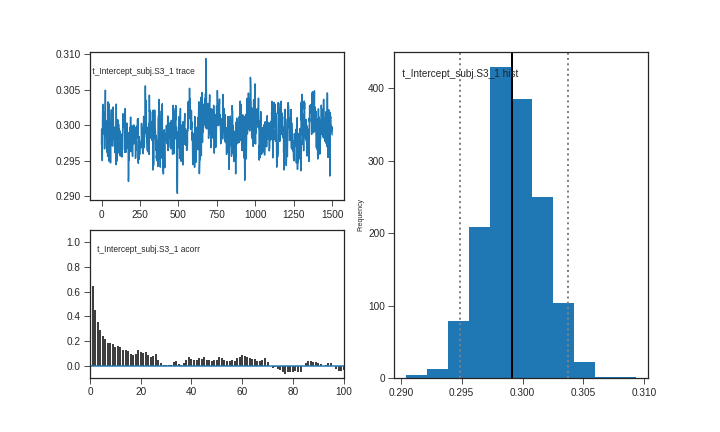 t_Intercept_subj.S3_1 trace
0.310
0.305
0.300
0.295
0.290
0 250 500 750 1000 1250 1500
t_Intercept_subj.S3_1 acorr
1.0
0.8
0.6
0.4
0.2
0.0
0 20 40 60 80 100
t_Intercept_subj.S3_1 hist
Frequency
400
300
200
100
0
0.290 0.295 0.300 0.305 0.310